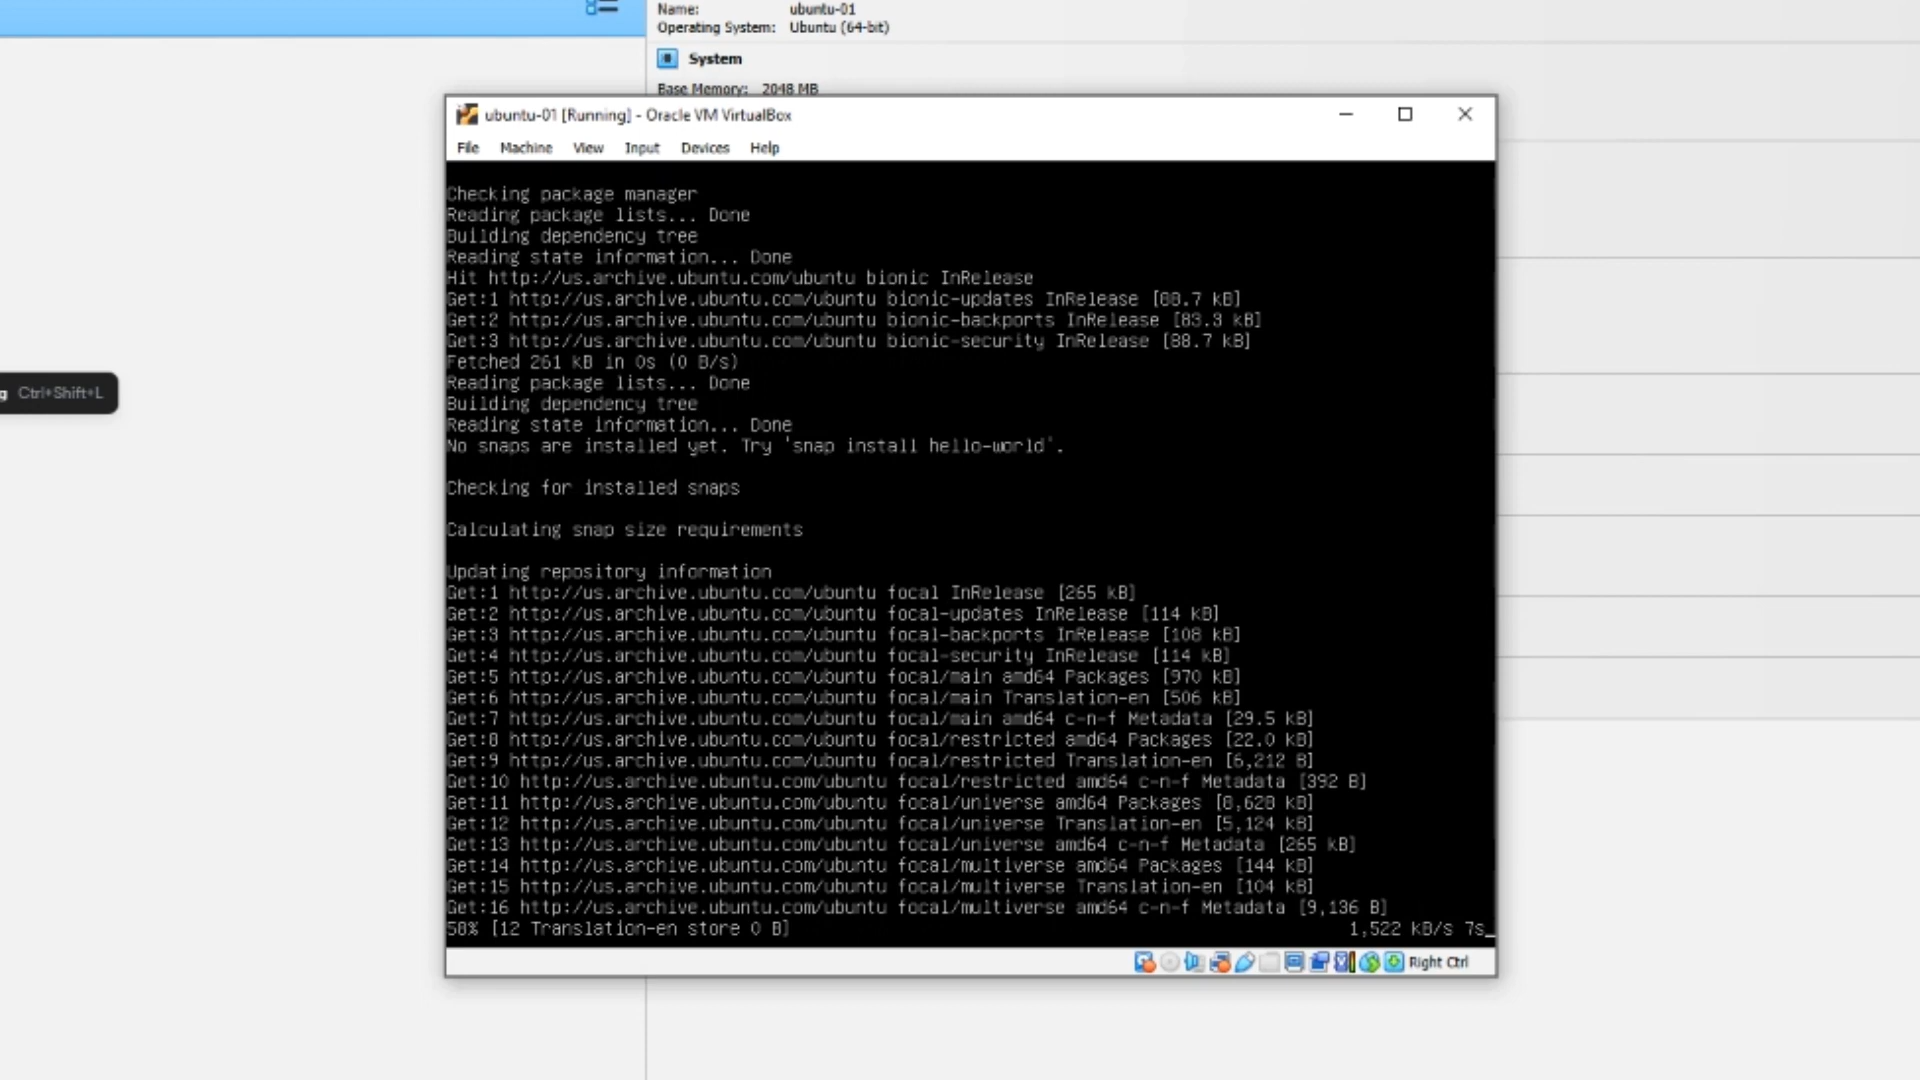 Name: ubuntu-01
Operating System: Ubuntu (64-bit)
System
Base Memory: 2048 MB
ubuntu-01 [Running] - Oracle VM VirtualBox
File Machine View Input Devices Help
Checking package manager
Reading package lists... Done
Building dependency tree
Reading state information... Done
Hit http://us.archive.ubuntu.com/ubuntu bionic InRelease
Get:1 http://us.archive.ubuntu.com/ubuntu bionic-updates InRelease [88.7 kB]
Get:2 http://us.archive.ubuntu.com/ubuntu bionic-backports InRelease [83.3 kB]
Get:3 http://us.archive.ubuntu.com/ubuntu bionic-security InRelease [88.7 kB]
Fetched 261 kB in 0s (0 B/s)
Reading package lists... Done
g Ctrl+Shift+L
Building dependency tree
Reading state information... Done
No snaps are installed yet. Try 'snap install hello-world'.
Checking for installed snaps
Calculating snap size requirements
Updating repository information
Get:1 http://us.archive.ubuntu.com/ubuntu focal InRelease [265 kB]
Get:2 http://us.archive.ubuntu.com/ubuntu focal-updates InRelease [114 kB]
Get:3 http://us.archive.ubuntu.com/ubuntu focal-backports InRelease [108 kB]
Get:4 http://us.archive.ubuntu.com/ubuntu focal-security InRelease [114 kB]
Get:5 http://us.archive.ubuntu.com/ubuntu focal/main amd64 Packages [970 kB]
Get:6 http://us.archive.ubuntu.com/ubuntu focal/main Translation-en [506 kB]
Get:7 http://us.archive.ubuntu.com/ubuntu focal/main amd64 c-n-f Metadata [29.5 kB]
Get:8 http://us.archive.ubuntu.com/ubuntu focal/restricted amd64 Packages [22.0 kB]
Get:9 http://us.archive.ubuntu.com/ubuntu focal/restricted Translation-en [6,212 B]
Get:10 http://us.archive.ubuntu.com/ubuntu focal/restricted amd64 c-n-f Metadata [392 B]
Get:11 http://us.archive.ubuntu.com/ubuntu focal/universe amd64 Packages [8,628 kB]
Get:12 http://us.archive.ubuntu.com/ubuntu focal/universe Translation-en [5,124 kB]
Get:13 http://us.archive.ubuntu.com/ubuntu focal/universe amd64 c-n-f Metadata [265 kB]
Get:14 http://us.archive.ubuntu.com/ubuntu focal/multiverse amd64 Packages [144 kB]
Get:15 http://us.archive.ubuntu.com/ubuntu focal/multiverse Translation-en [104 kB]
Get:16 http://us.archive.ubuntu.com/ubuntu focal/multiverse amd64 c-n-f Metadata [9,136 B]
58% [12 Translation-en store 0 B] 1,522 kB/s 7s_
Right Ctrl